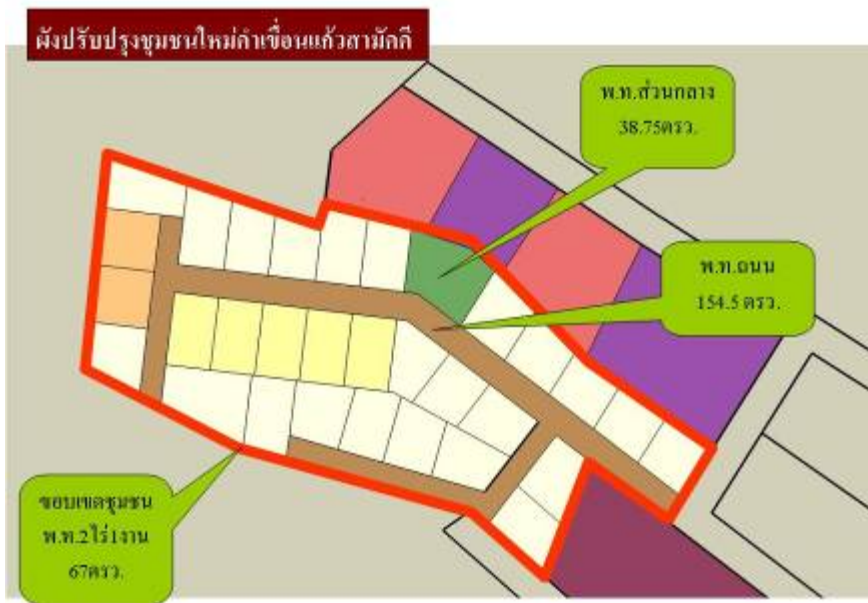 ผังปรับปรุงชุมชนใหม่ดำเขื่อนแก้วสามัคคี
พ.ท.ส่วนกลาง
38.75ตรว.
พ.ท.ถนน
154.5 ตรว.
ขอบเขตชุมชน
พ.ท.2ไร่1งาน
67ตรว.